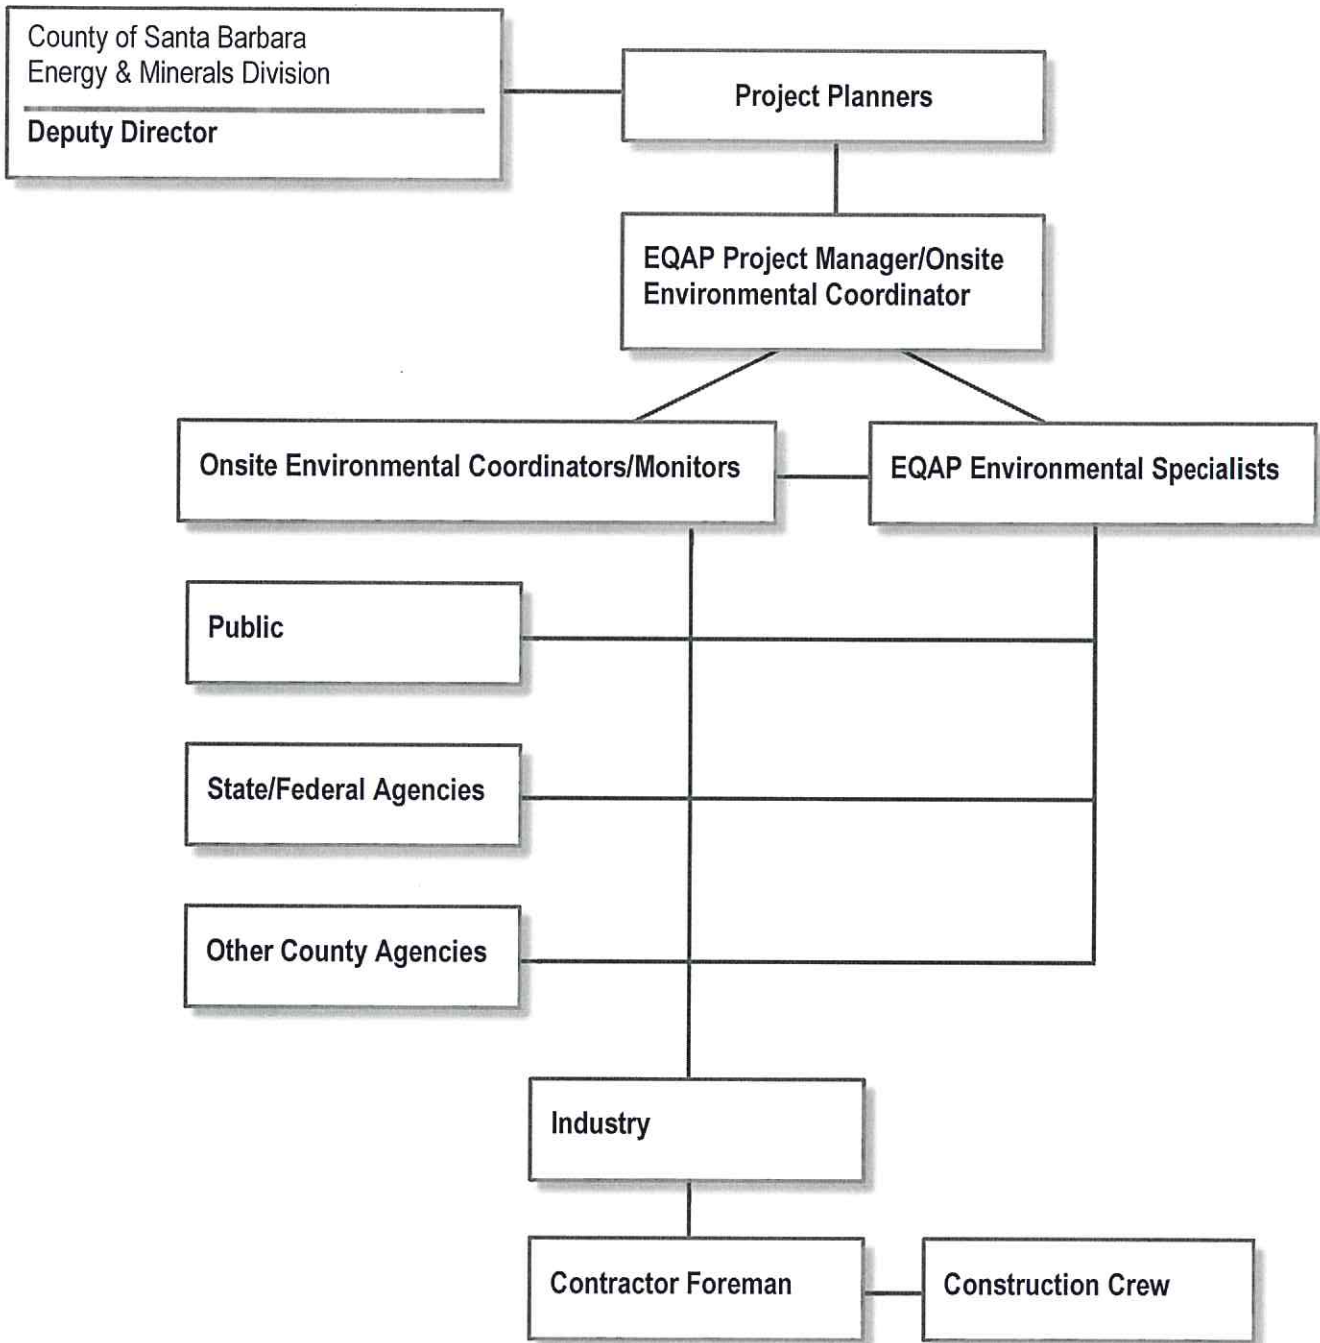 County of Santa Barbara
Energy & Minerals Division
Deputy Director
Project Planners
EQAP Project Manager/Onsite
Environmental Coordinator
Onsite Environmental Coordinators/Monitors
EQAP Environmental Specialists
Public
State/Federal Agencies
Other County Agencies
Industry
Contractor Foreman
Construction Crew